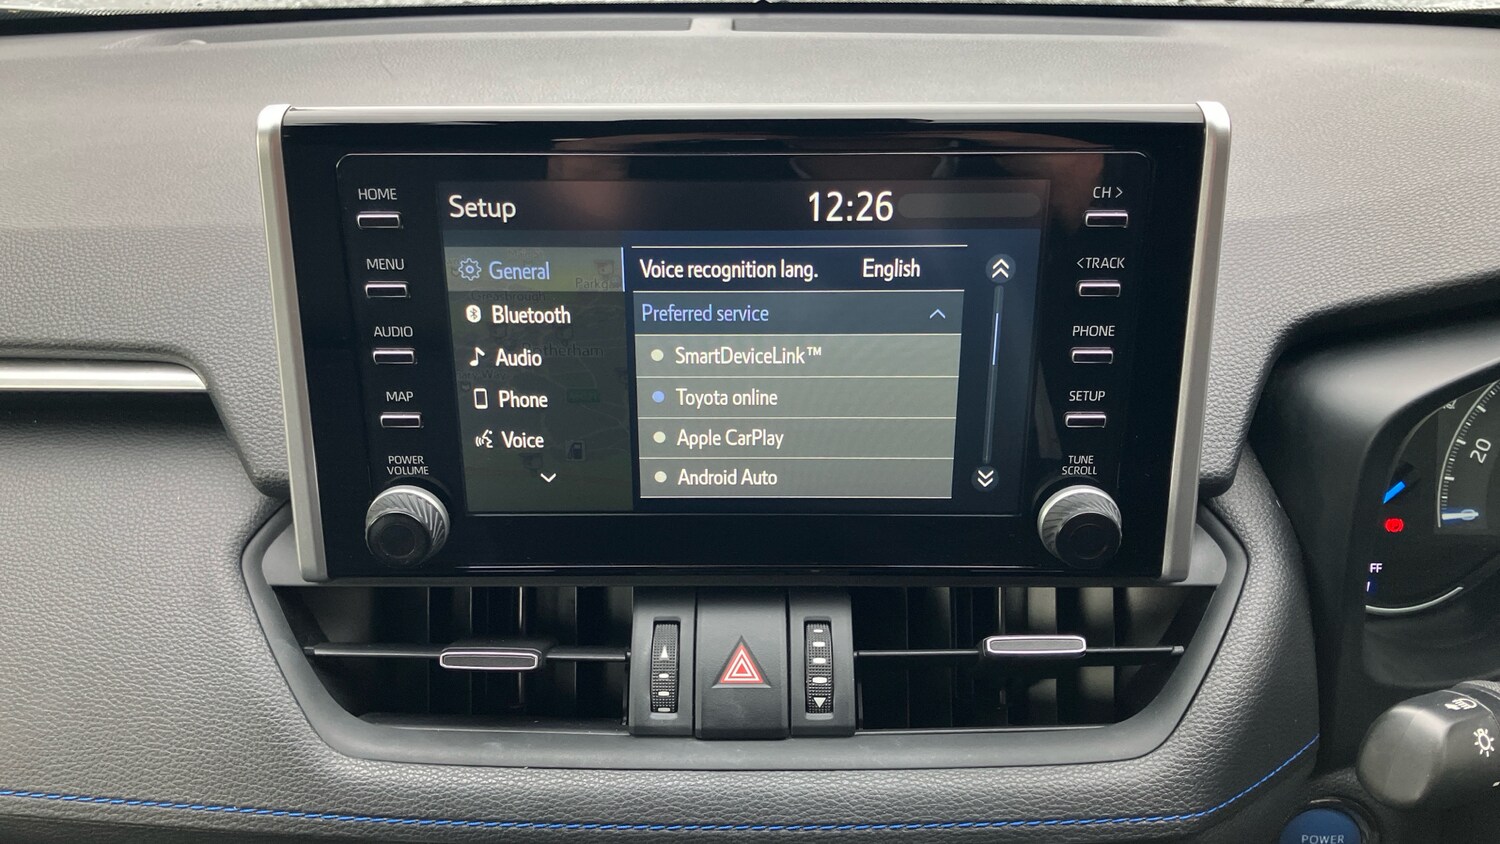 HOME
MENU
AUDIO
MAP
POWER
VOLUME
Setup
12:26
General
Bluetooth
Audio
Phone
Voice
Voice recognition lang. English
Preferred service
SmartDeviceLink™
Toyota online
Apple CarPlay
Android Auto
CH >
<TRACK
PHONE
SETUP
TUNE
SCROLL
20
FF
POWER